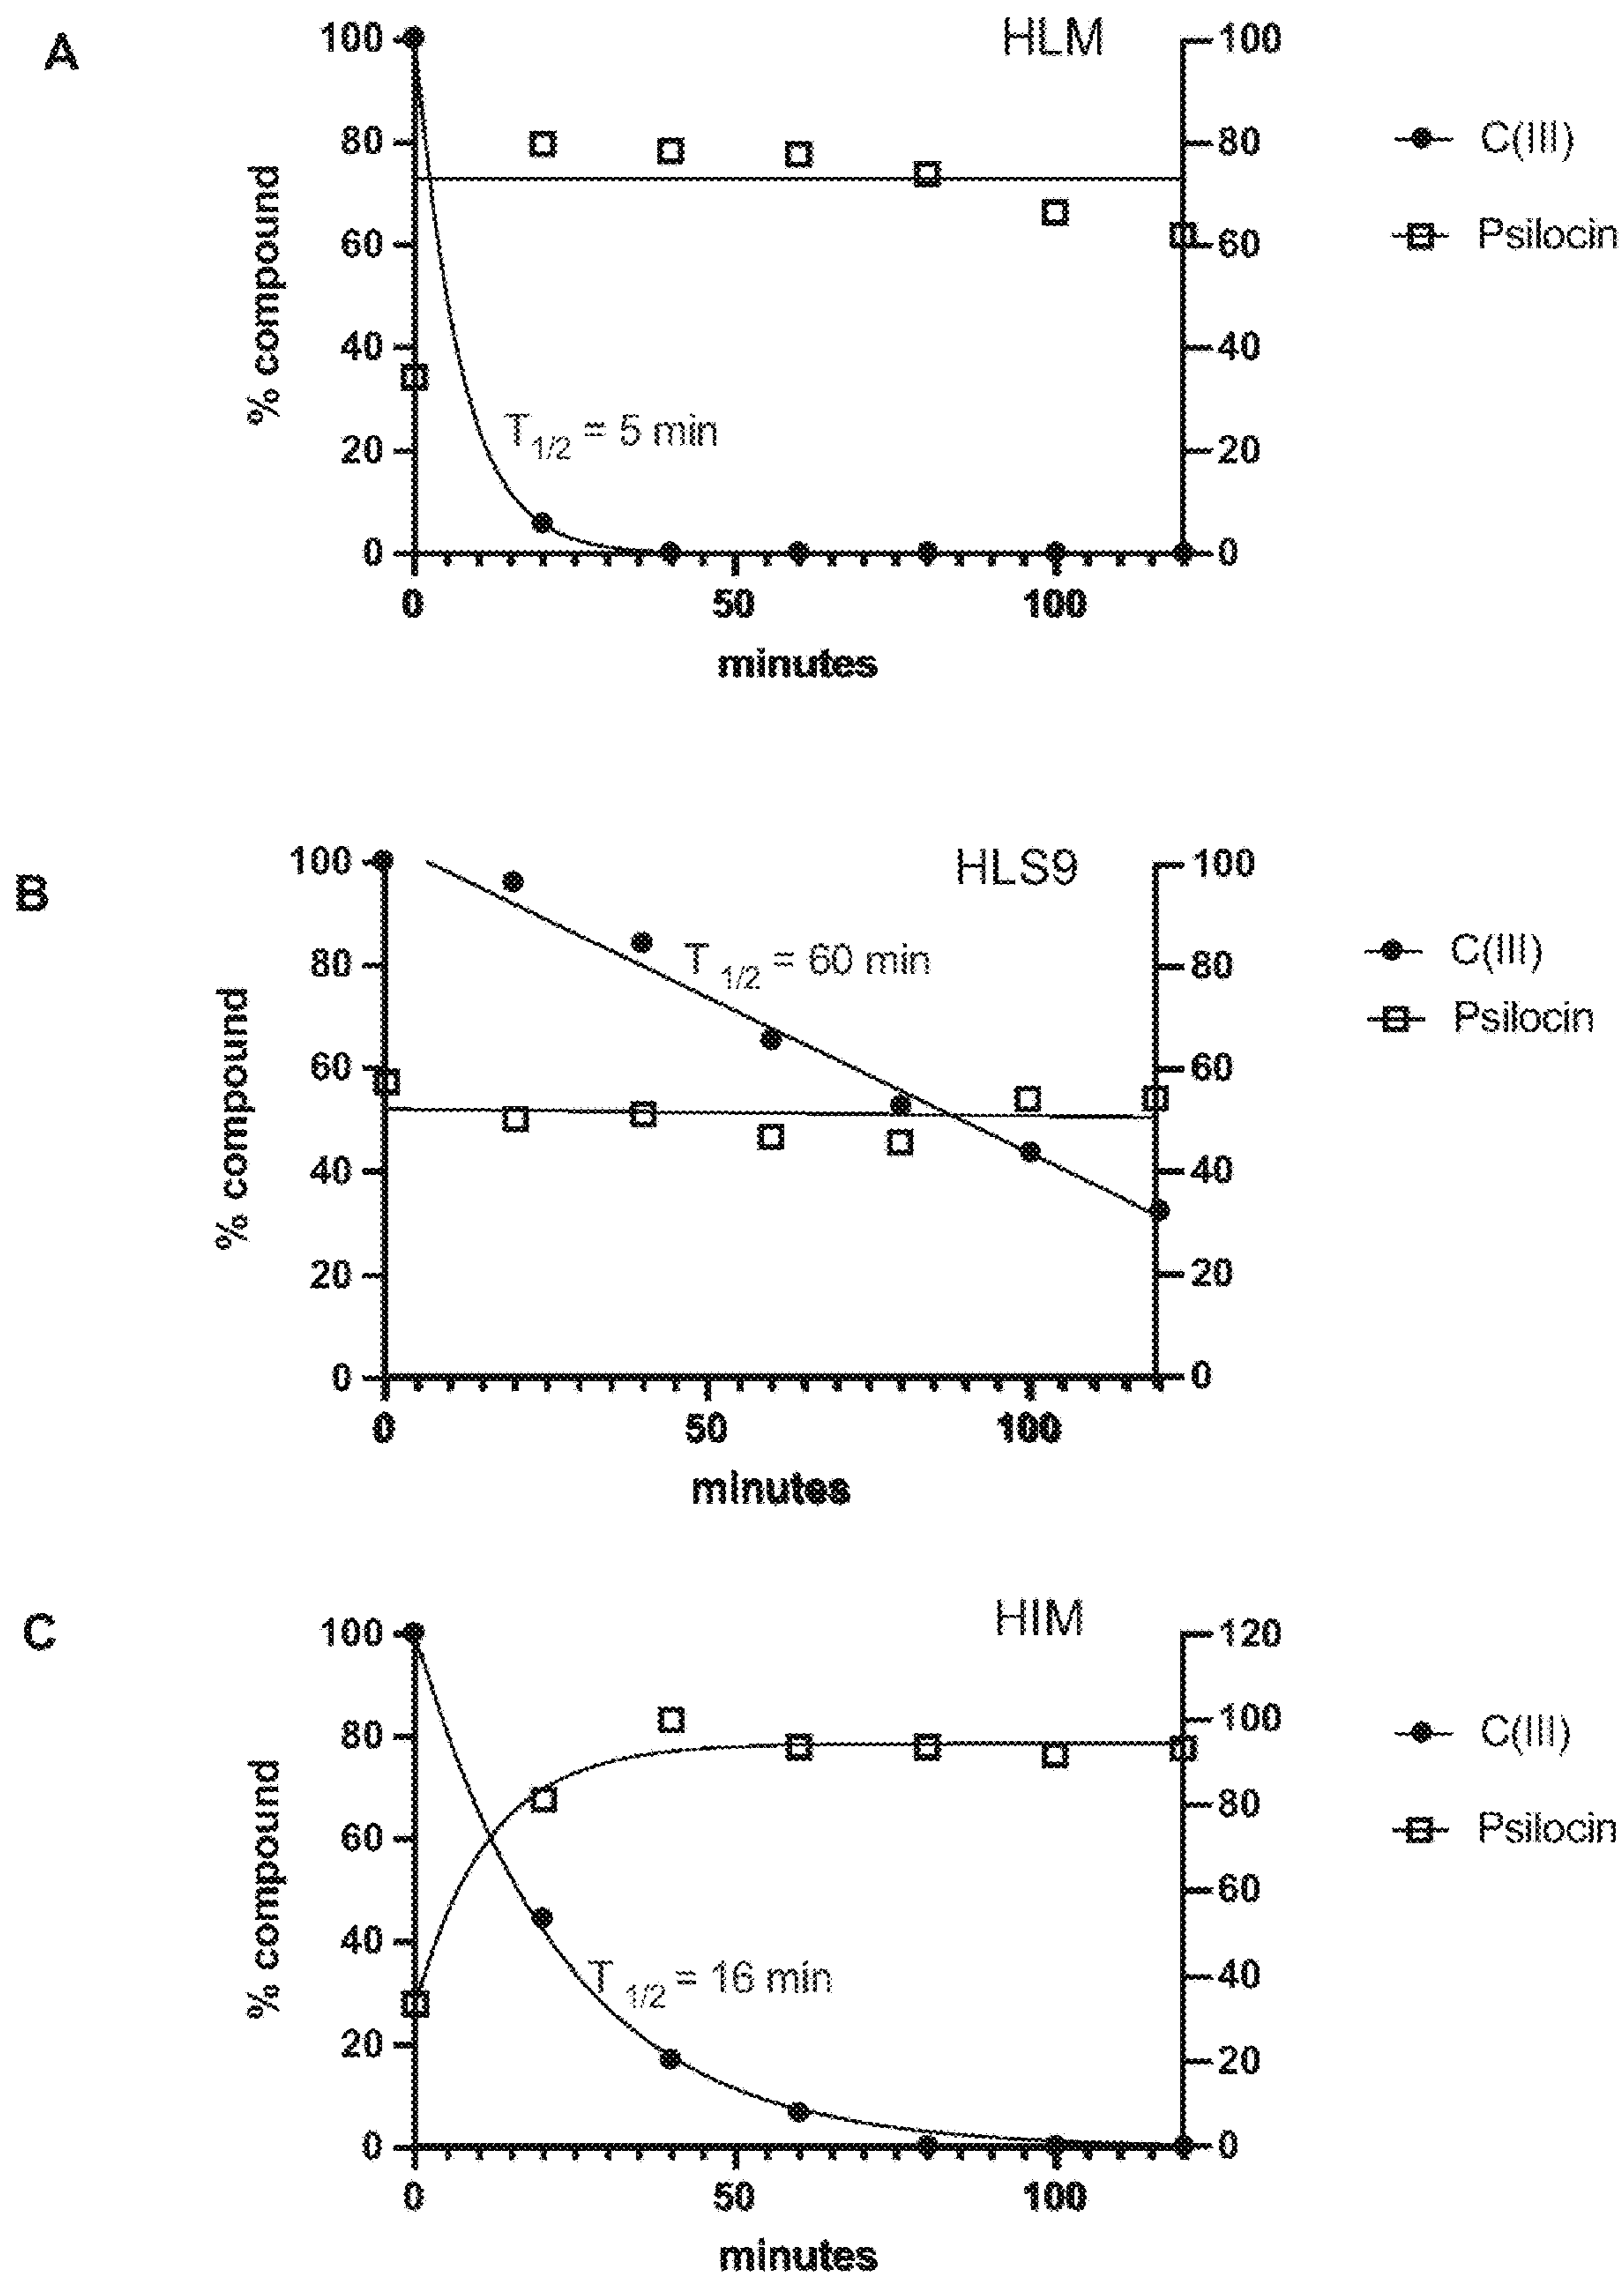 A
HLM
100
80
60
40
20
0
% compound
100
80
60
40
20
0
T1/2 = 5 min
0 50 100
minutes
C(III)
Psilocin
B
HLS9
100
80
60
40
20
0
% compound
100
80
60
40
20
0
T 1/2 = 60 min
0 50 100
minutes
C(III)
Psilocin
C
HIM
100
80
60
40
20
0
% compound
120
100
80
60
40
20
0
T 1/2 = 16 min
0 50 100
minutes
C(III)
Psilocin